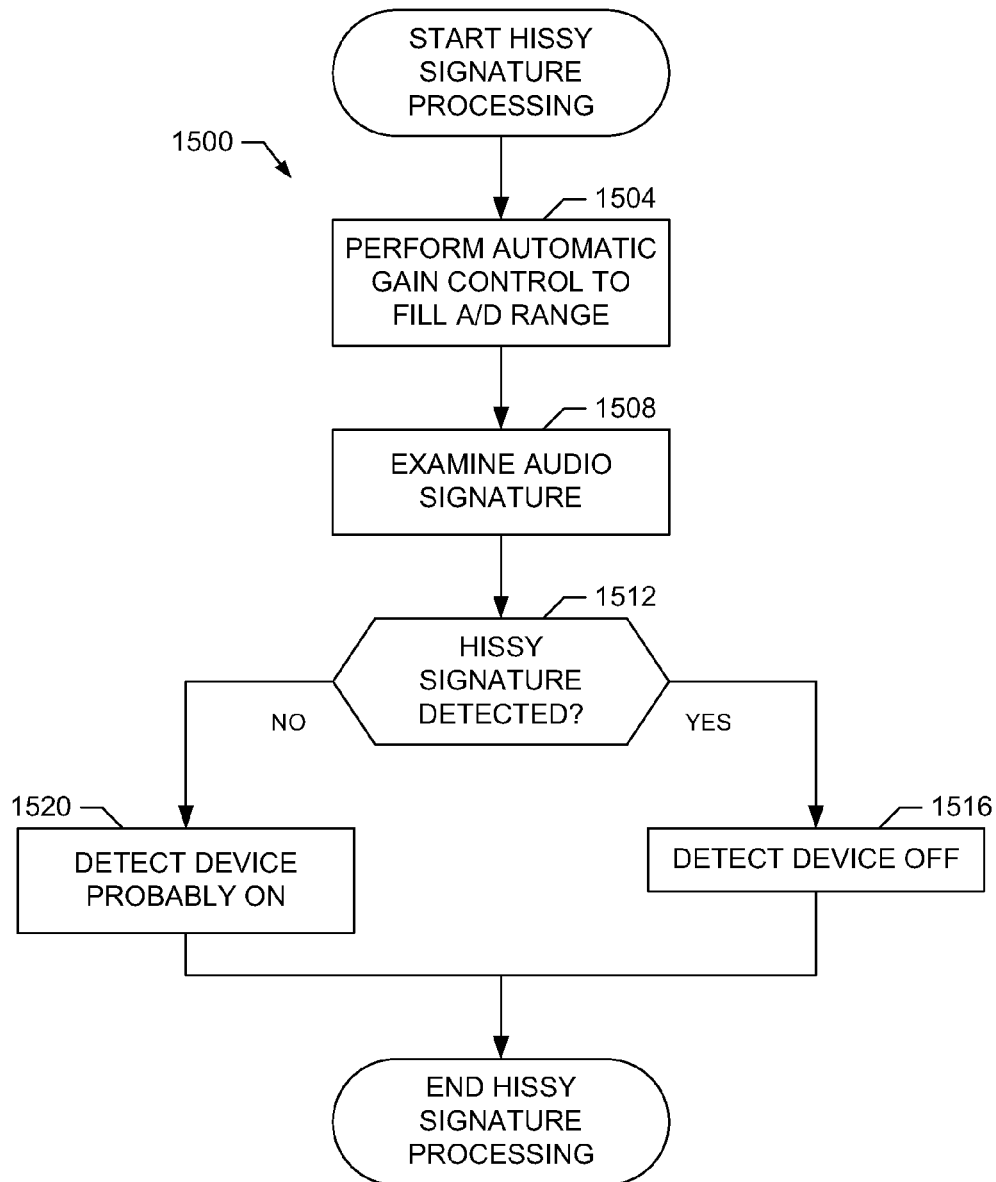 START HISSY
SIGNATURE
PROCESSING
1500
1504
PERFORM AUTOMATIC
GAIN CONTROL TO
FILL A/D RANGE
1508
EXAMINE AUDIO
SIGNATURE
1512
HISSY
SIGNATURE
DETECTED?
NO
YES
1520
DETECT DEVICE
PROBABLY ON
1516
DETECT DEVICE OFF
END HISSY
SIGNATURE
PROCESSING